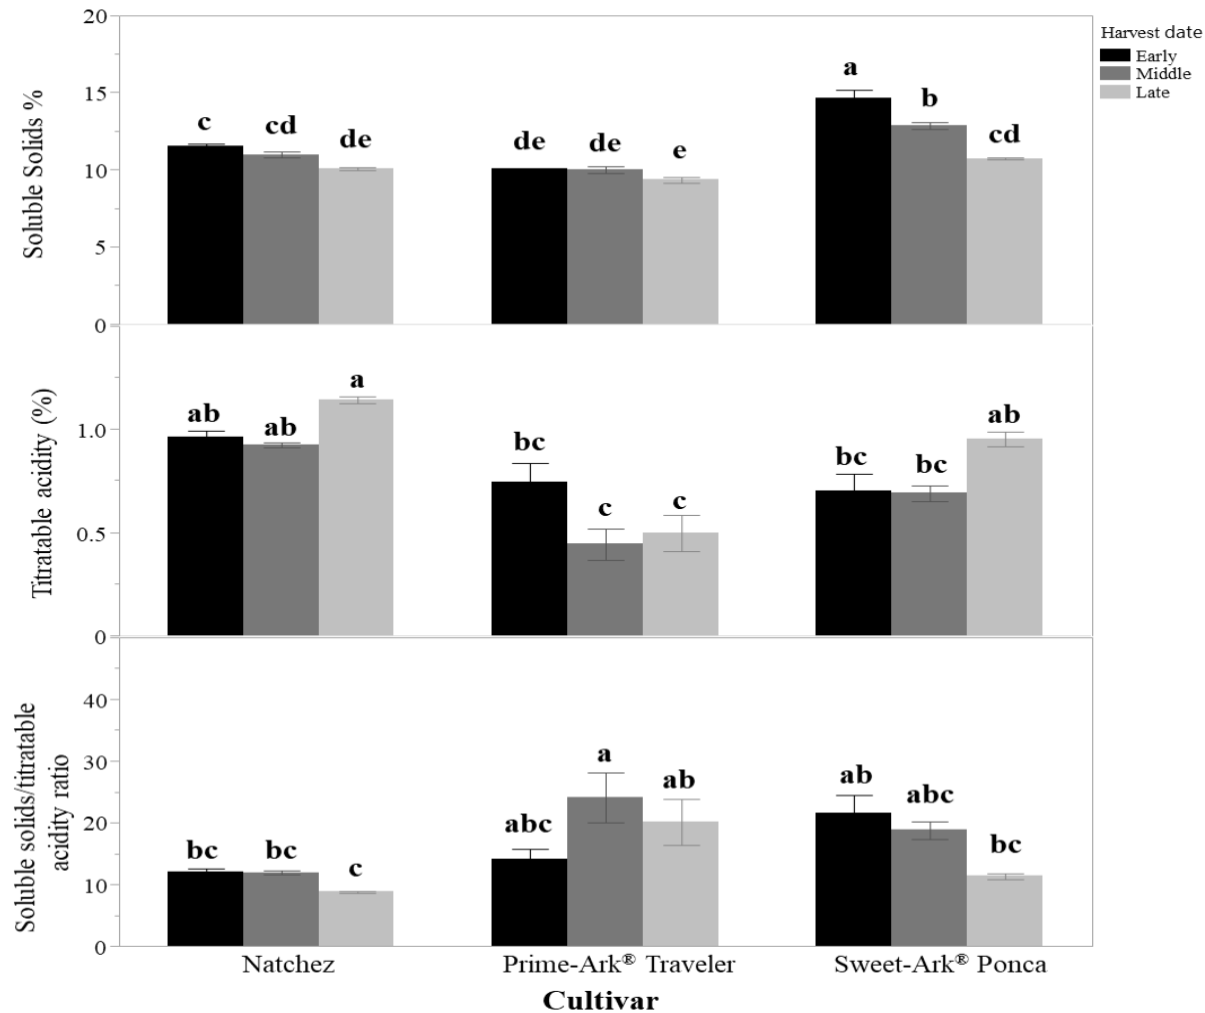 Harvest date
Early
Middle
Late
Soluble Solids %
20
15
10
5
0
c cd de de de e a b cd
Titratable acidity (%)
1.0
0.5
0
ab ab a bc c c bc bc ab
Soluble solids/titratable
acidity ratio
40
30
20
10
0
bc bc c abc a ab ab abc bc
Natchez Prime-Ark® Traveler Sweet-Ark® Ponca
Cultivar